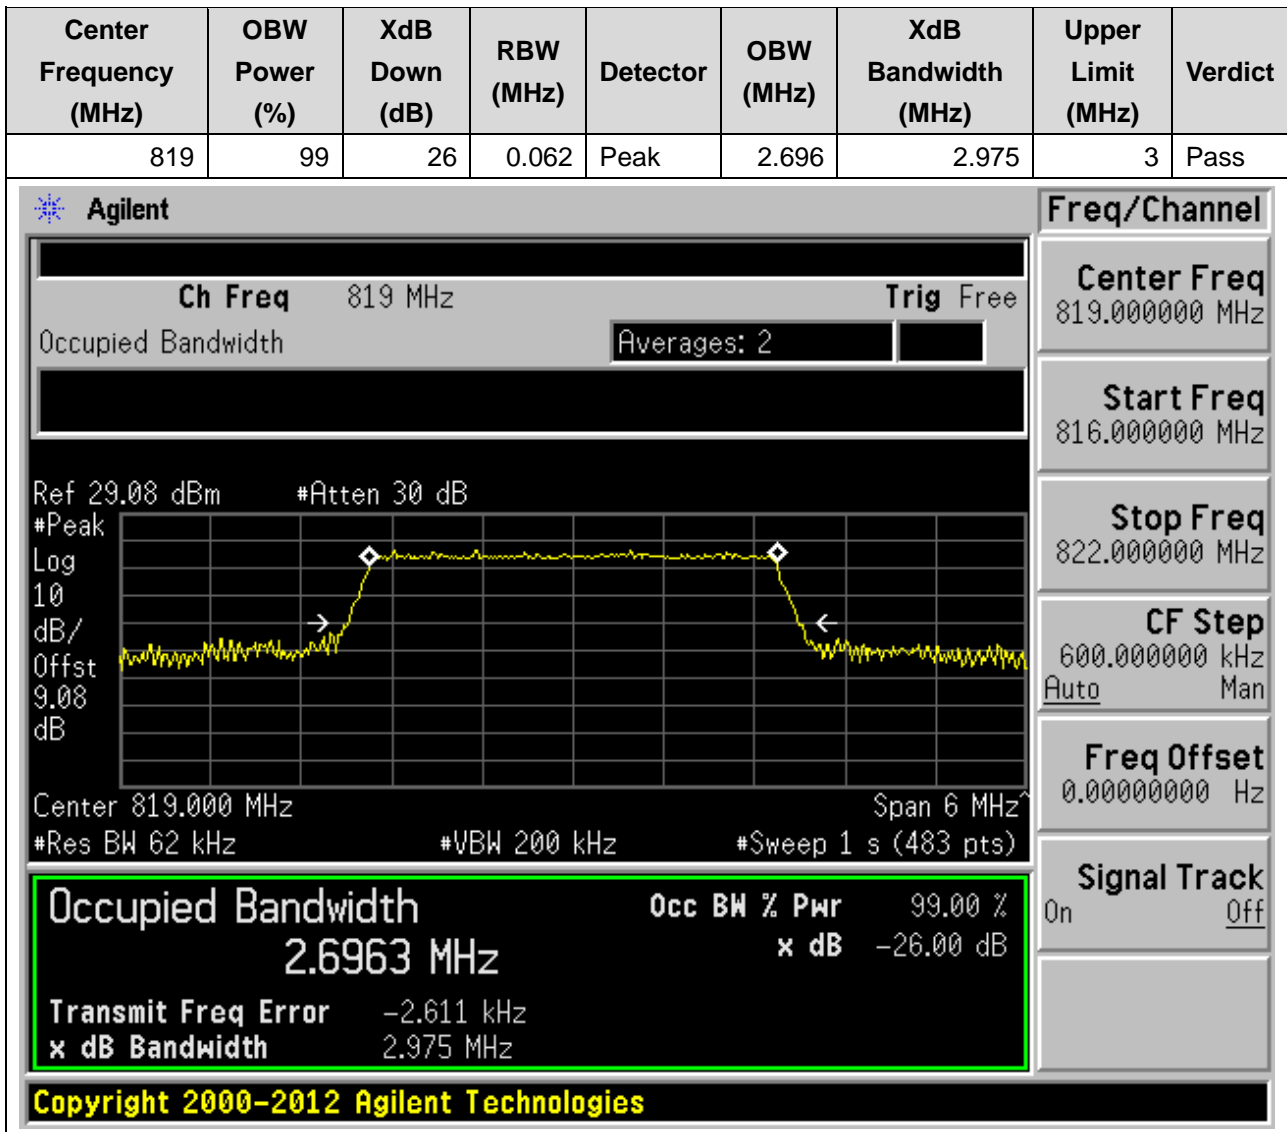 Center Frequency (MHz) OBW Power (%) XdB Down (dB) RBW (MHz) Detector OBW (MHz) XdB Bandwidth (MHz) Upper Limit (MHz) Verdict
819 99 26 0.062 Peak 2.696 2.975 3 Pass
Agilent
Freq/Channel
Ch Freq 819 MHz Trig Free
Occupied Bandwidth Averages: 2
Center Freq
819.000000 MHz
Start Freq
816.000000 MHz
Stop Freq
822.000000 MHz
CF Step
600.000000 kHz
Auto Man
Freq Offset
0.00000000 Hz
Signal Track
On Off
Ref 29.08 dBm #Atten 30 dB
#Peak
Log
10
dB/
Offst
9.08
dB
Center 819.000 MHz Span 6 MHz^
#Res BW 62 kHz #VBW 200 kHz #Sweep 1 s (483 pts)
Occupied Bandwidth
2.6963 MHz
Occ BW % Pwr 99.00 %
x dB -26.00 dB
Transmit Freq Error -2.611 kHz
x dB Bandwidth 2.975 MHz
Copyright 2000-2012 Agilent Technologies